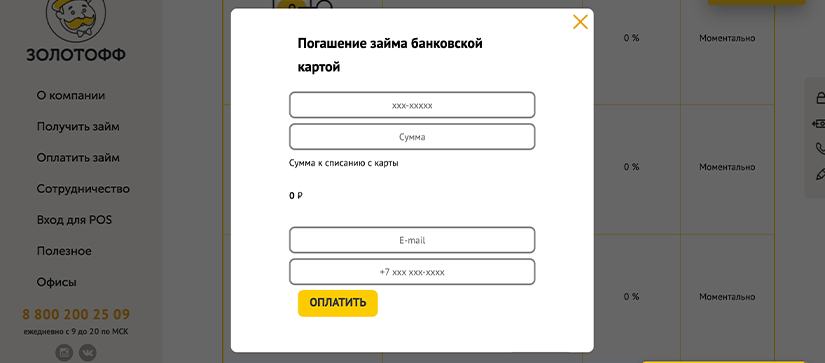 ЗОЛОТОФФ
О компании
Получить займ
Оплатить займ
Сотрудничество
Вход для POS
Полезное
Офисы
8 800 200 25 09
ежедневно с 9 до 20 по МСК
Погашение займа банковской
картой
xxx-xxxxx
Сумма
Сумма к списанию с карты
0 ₽
E-mail
+7 xxx xxx-xxxx
ОПЛАТИТЬ
0 %
Моментально
0 %
Моментально
0 %
Моментально